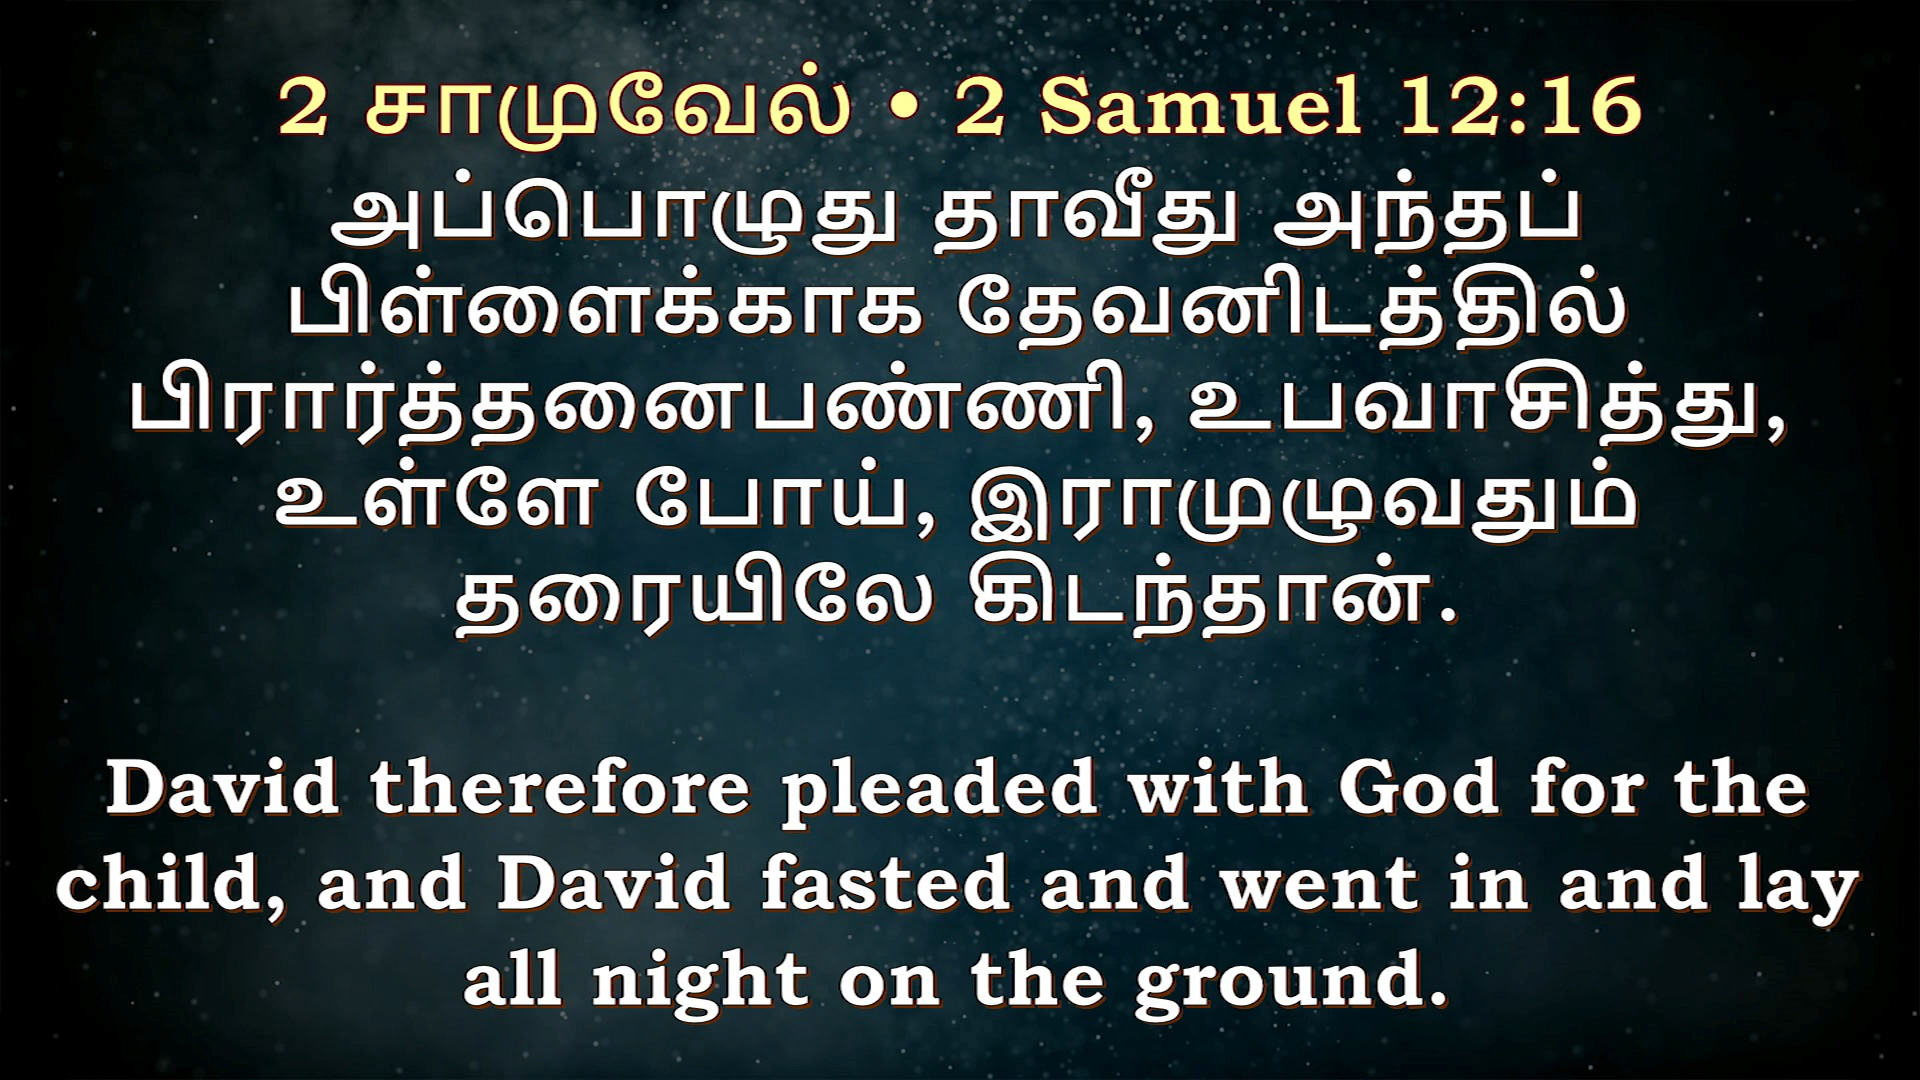 2 சாமுவேல் • 2 Samuel 12:16
அப்பொழுது தாவீது அந்தப்
பிள்ளைக்காக தேவனிடத்தில்
பிரார்த்தனைபண்ணி, உபவாசித்து,
உள்ளே போய், இராமுழுவதும்
தரையிலே கிடந்தான்.
David therefore pleaded with God for the
child, and David fasted and went in and lay
all night on the ground.